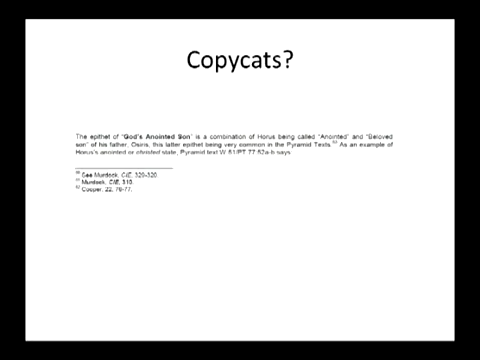 Copycats?
The epithet of "God's Anointed Son" is a combination of Horus being called "Anointed" and "Beloved
son" of his father, Osiris, this latter epithet being very common in the Pyramid Texts. As an example of
Horus's anointed or christed state, Pyramid text W 51/PT 77:52a-b says
See Murdock, CIE, 320-320.
Murdock, CIE, 310.
Cooper, 22, 76-77.